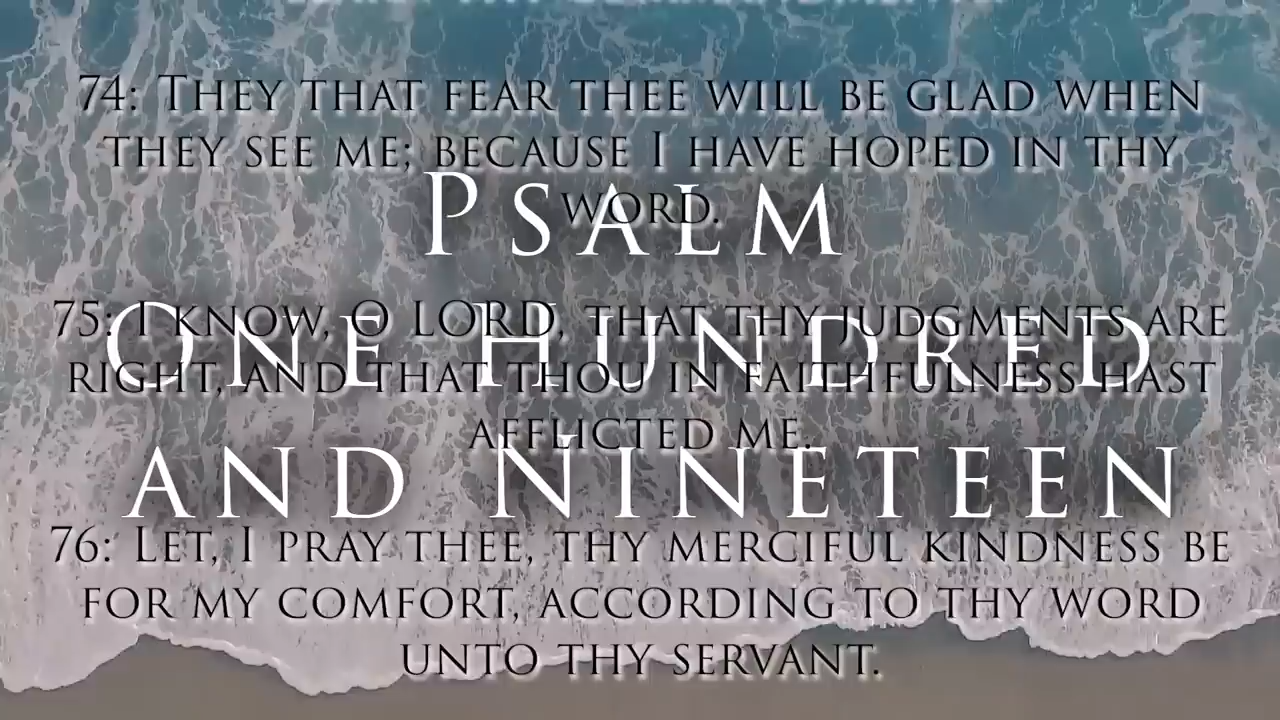 74: They that fear thee will be glad when
they see me; because I have hoped in thy
word.
Psalm
75: I know, O LORD, that thy judgments are
One Hundred
right, and that thou in faithfulness hast
afflicted me.
and Nineteen
76: Let, I pray thee, thy merciful kindness be
for my comfort, according to thy word
unto thy servant.